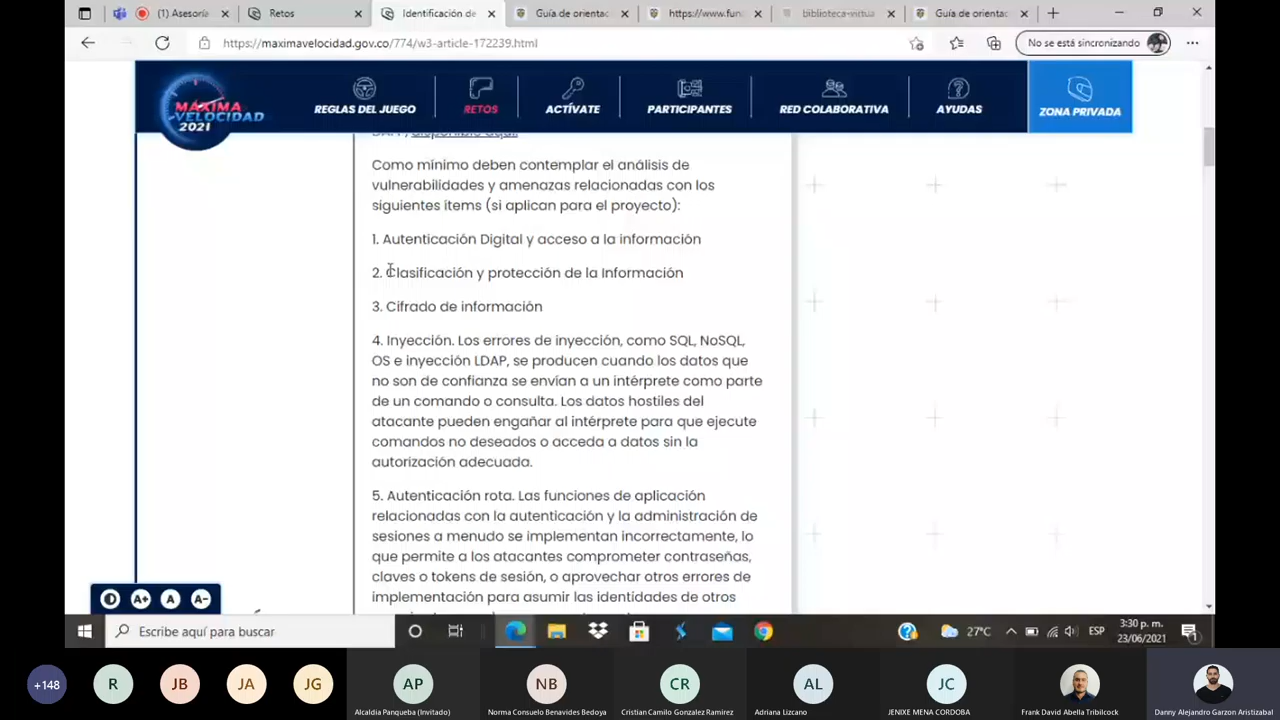 (1) Asesoría
Retos
Identificación de
Guía de orientac
https://www.fun
biblioteca-virtua
Guía de orientac
https://maximavelocidad.gov.co/774/w3-article-172239.html
No se está sincronizando
MÁXIMA
VELOCIDAD
2021
REGLAS DEL JUEGO
RETOS
ACTÍVATE
PARTICIPANTES
RED COLABORATIVA
AYUDAS
ZONA PRIVADA
disponible aquí.
Como mínimo deben contemplar el análisis de
vulnerabilidades y amenazas relacionadas con los
siguientes items (si aplican para el proyecto):
1. Autenticación Digital y acceso a la información
2. Clasificación y protección de la Información
3. Cifrado de información
4. Inyección. Los errores de inyección, como SQL, NoSQL,
OS e inyección LDAP, se producen cuando los datos que
no son de confianza se envían a un intérprete como parte
de un comando o consulta. Los datos hostiles del
atacante pueden engañar al intérprete para que ejecute
comandos no deseados o acceda a datos sin la
autorización adecuada.
5. Autenticación rota. Las funciones de aplicación
relacionadas con la autenticación y la administración de
sesiones a menudo se implementan incorrectamente, lo
que permite a los atacantes comprometer contraseñas,
claves o tokens de sesión, o aprovechar otros errores de
implementación para asumir las identidades de otros
A+ A A-
Escribe aquí para buscar
27°C
ESP
3:30 p. m.
23/06/2021
1
+148
R
JB
JA
JG
AP
NB
CR
AL
JC
Alcaldia Panqueba (Invitado)
Norma Consuelo Benavides Bedoya
Cristian Camilo Gonzalez Ramirez
Adriana Lizcano
JENIXE MENA CORDOBA
Frank David Abella Tribilcock
Danny Alejandro Garzon Aristizabal